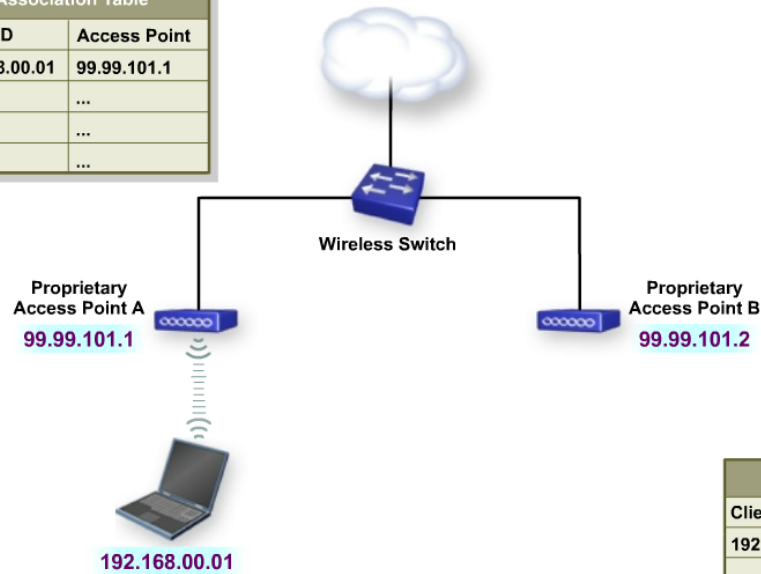 Association Table
D
Access Point
8.00.01
99.99.101.1
...
...
...
Wireless Switch
Proprietary
Access Point A
99.99.101.1
Proprietary
Access Point B
99.99.101.2
192.168.00.01
Clie
192